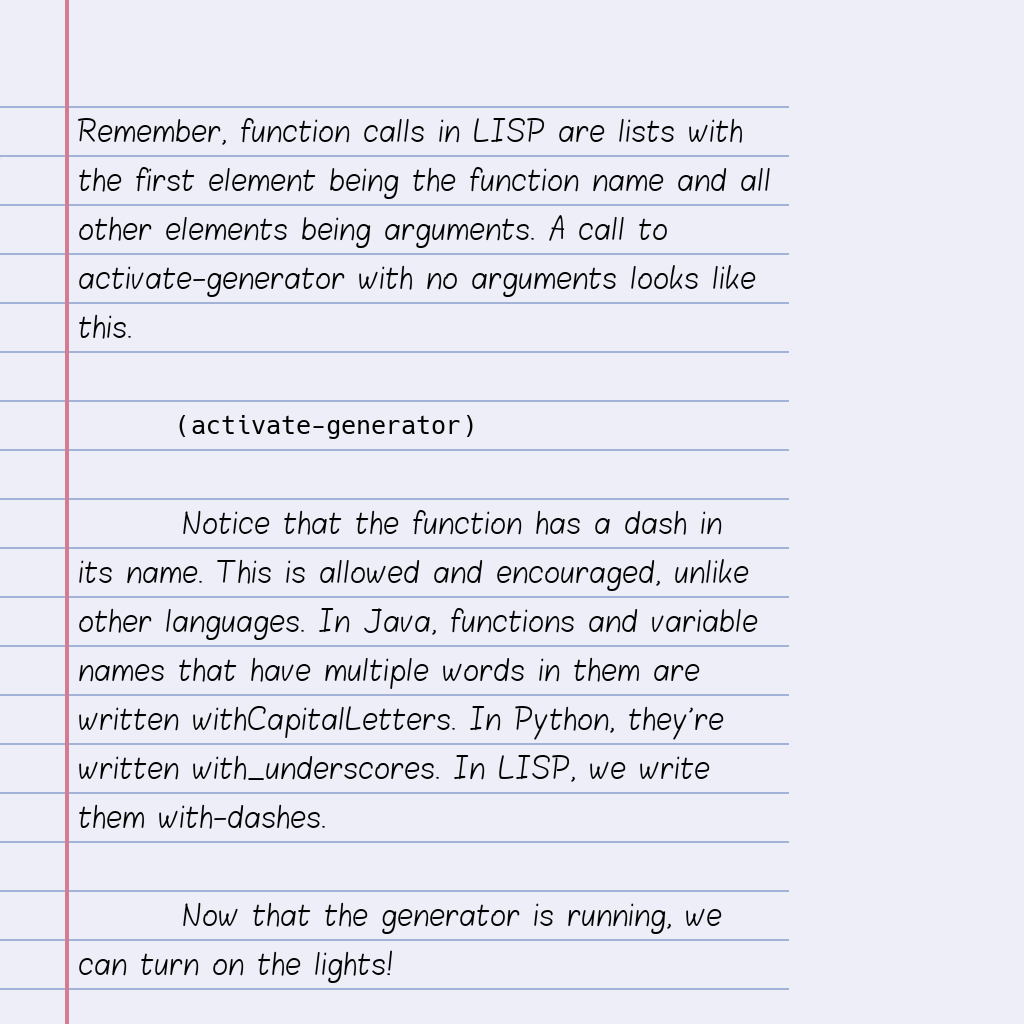 Remember, function calls in LISP are lists with
the first element being the function name and all
other elements being arguments. A call to
activate-generator with no arguments looks like
this.
(activate-generator)
Notice that the function has a dash in
its name. This is allowed and encouraged, unlike
other languages. In Java, functions and variable
names that have multiple words in them are
written withCapitalLetters. In Python, they're
written with_underscores. In LISP, we write
them with-dashes.
Now that the generator is running, we
can turn on the lights!